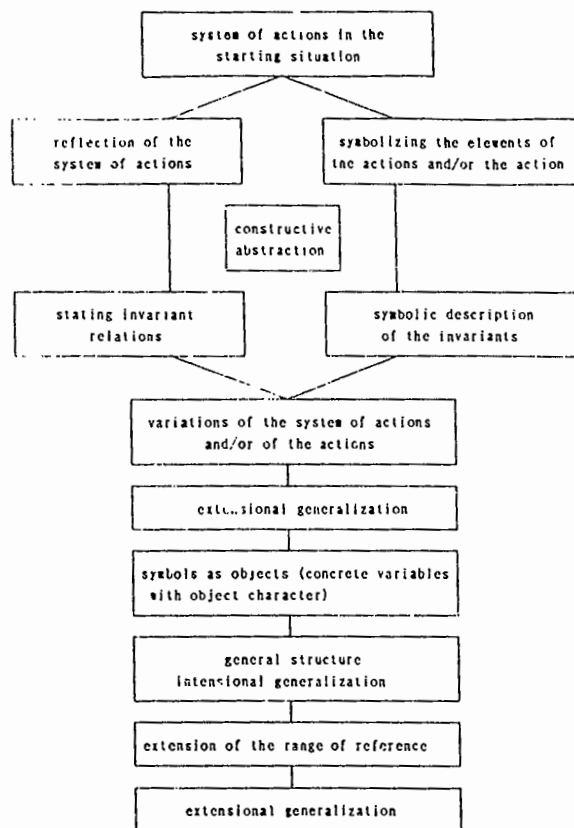 system of actions in the
starting situation
reflection of the
system of actions
symbolizing the elements of
the actions and/or the action
constructive
abstraction
stating invariant
relations
symbolic description
of the invariants
variations of the system of actions
and/or of the actions
extensional generalization
symbols as objects (concrete variables
with object character)
general structure
intensional generalization
extension of the range of reference
extensional generalization